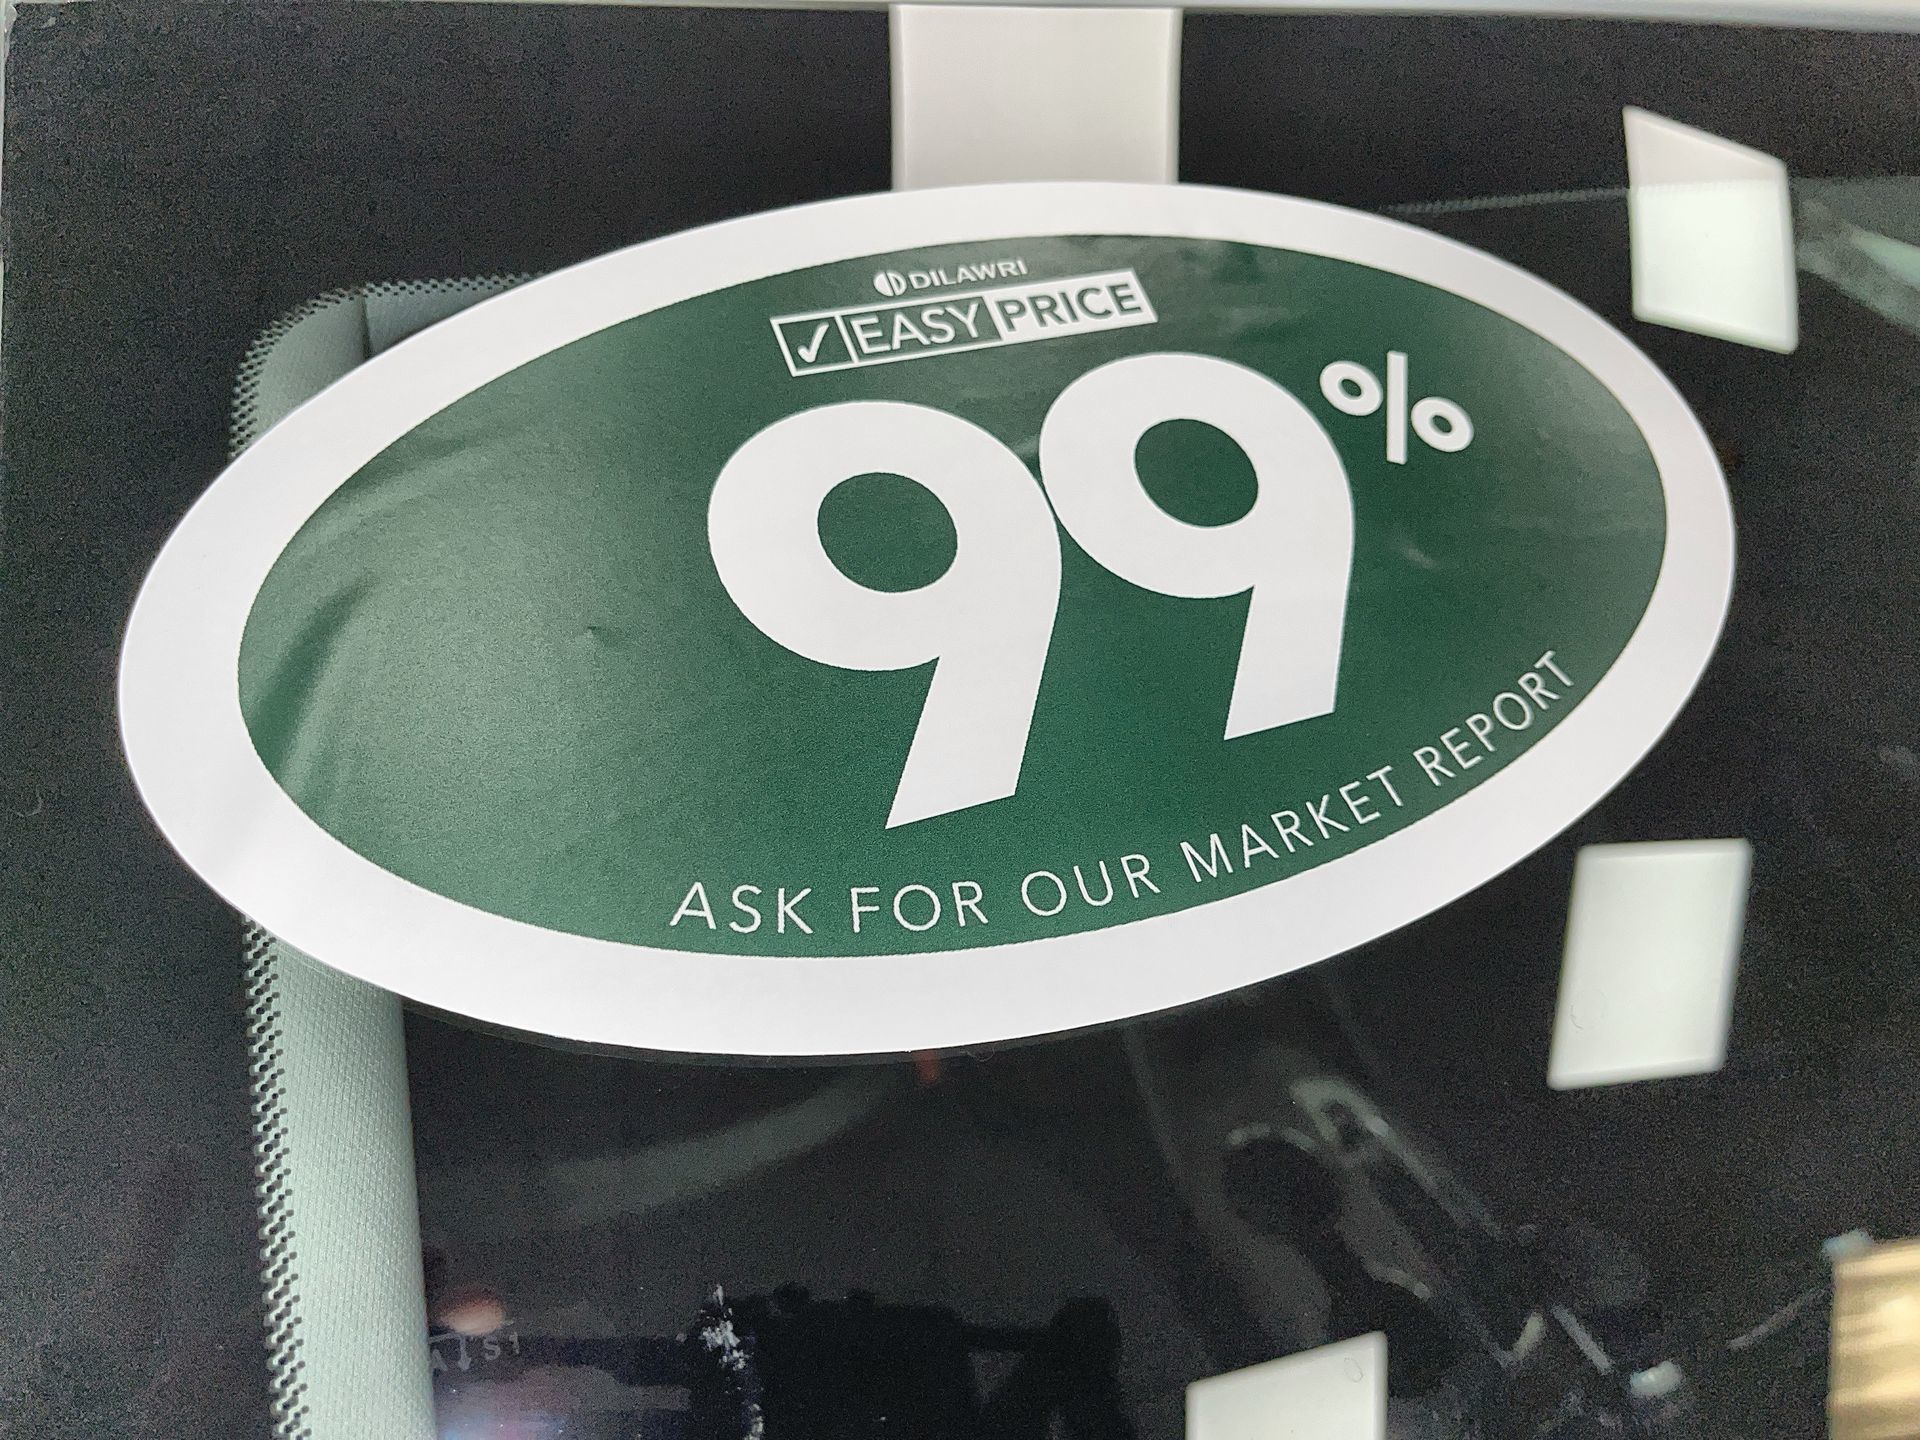 DILAWRI
✓ EASY PRICE
99%
ASK FOR OUR MARKET REPORT